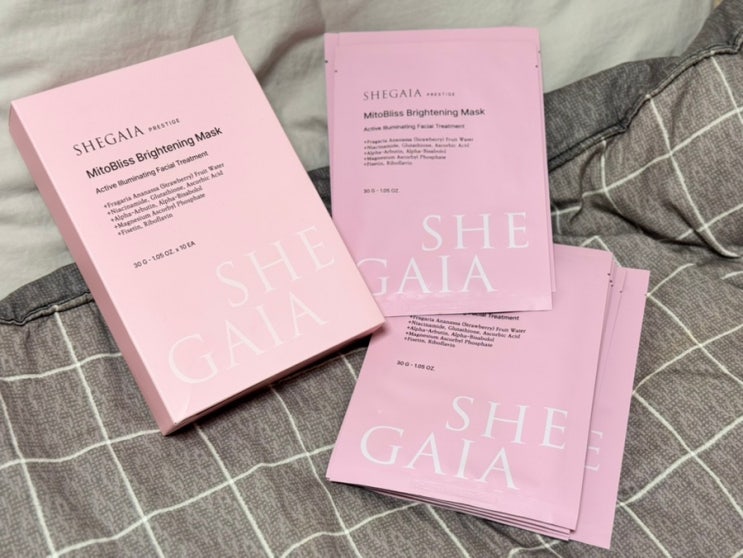 SHEGAIA PRESTIGE
MitoBliss Brightening Mask
Active Illuminating Facial Treatment
+Fragaria Ananassa (Strawberry) Fruit Water
+Niacinamide, Glutathione, Ascorbic Acid
+Alpha-Arbutin, Alpha-Bisabolol
+Magnesium Ascorbyl Phosphate
+Fisetin, Riboflavin
30 G - 1.05 OZ. x 10 EA
SHE
GAIA
SHEGAIA PRESTIGE
MitoBliss Brightening Mask
Active Illuminating Facial Treatment
+Fragaria Ananassa (Strawberry) Fruit Water
+Niacinamide, Glutathione, Ascorbic Acid
+Alpha-Arbutin, Alpha-Bisabolol
+Magnesium Ascorbyl Phosphate
+Fisetin, Riboflavin
30 G - 1.05 OZ.
SHE
GAIA
Facial Treatment
+Fragaria Ananassa (Strawberry) Fruit Water
+Niacinamide, Glutathione, Ascorbic Acid
+Alpha-Arbutin, Alpha-Bisabolol
+Magnesium Ascorbyl Phosphate
+Fisetin, Riboflavin
30 G - 1.05 OZ.
SHE
GAIA
E